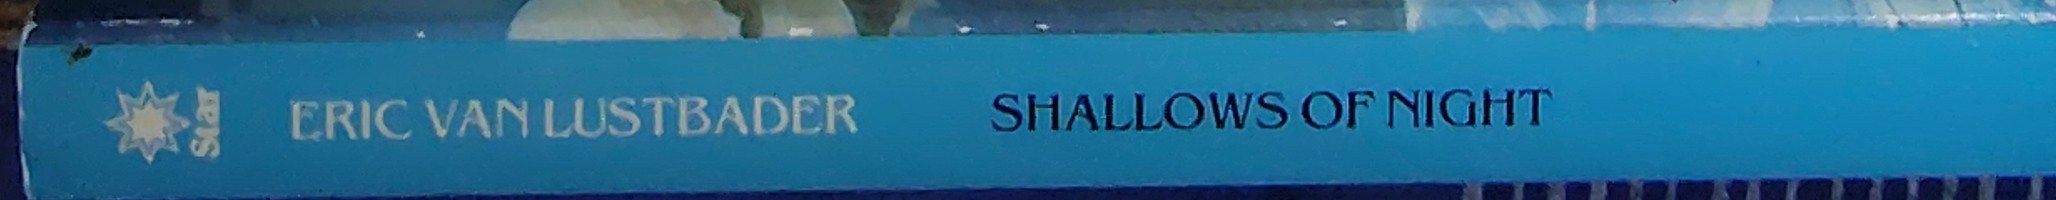 Star
ERIC VAN LUSTBADER
SHALLOWS OF NIGHT